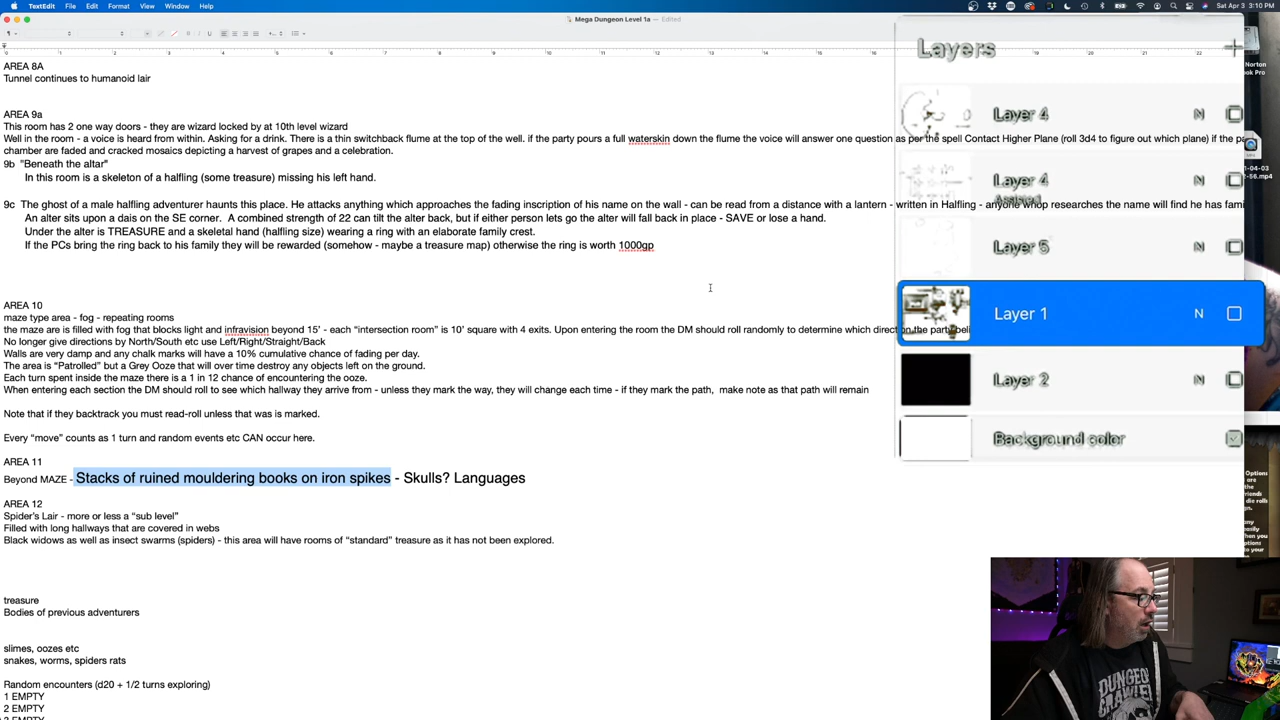 TextEdit File Edit Format View Window Help
Sat Apr 3 3:10 PM
Mega Dungeon Level 1a — Edited
AREA 8A
Tunnel continues to humanoid lair
AREA 9a
This room has 2 one way doors - they are wizard locked by at 10th level wizard
Well in the room - a voice is heard from within. Asking for a drink. There is a thin switchback flume at the top of the well. if the party pours a full waterskin down the flume the voice will answer one question as per the spell Contact Higher Plane (roll 3d4 to figure out which plane) if the pa
chamber are faded and cracked mosaics depicting a harvest of grapes and a celebration.
9b "Beneath the altar"
In this room is a skeleton of a halfling (some treasure) missing his left hand.
9c The ghost of a male halfling adventurer haunts this place. He attacks anything which approaches the fading inscription of his name on the wall - can be read from a distance with a lantern - written in Halfling - anyone whop researches the name will find he has fami
An alter sits upon a dais on the SE corner. A combined strength of 22 can tilt the alter back, but if either person lets go the alter will fall back in place - SAVE or lose a hand.
Under the alter is TREASURE and a skeletal hand (halfling size) wearing a ring with an elaborate family crest.
If the PCs bring the ring back to his family they will be rewarded (somehow - maybe a treasure map) otherwise the ring is worth 1000gp
AREA 10
maze type area - fog - repeating rooms
the maze are is filled with fog that blocks light and infravision beyond 15' - each “intersection room” is 10' square with 4 exits. Upon entering the room the DM should roll randomly to determine which direction the party beli
No longer give directions by North/South etc use Left/Right/Straight/Back
Walls are very damp and any chalk marks will have a 10% cumulative chance of fading per day.
The area is “Patrolled” but a Grey Ooze that will over time destroy any objects left on the ground.
Each turn spent inside the maze there is a 1 in 12 chance of encountering the ooze.
When entering each section the DM should roll to see which hallway they arrive from - unless they mark the way, they will change each time - if they mark the path, make note as that path will remain
Note that if they backtrack you must read-roll unless that was is marked.
Every “move” counts as 1 turn and random events etc CAN occur here.
AREA 11
Beyond MAZE - Stacks of ruined mouldering books on iron spikes - Skulls? Languages
AREA 12
Spider's Lair - more or less a “sub level”
Filled with long hallways that are covered in webs
Black widows as well as insect swarms (spiders) - this area will have rooms of “standard” treasure as it has not been explored.
treasure
Bodies of previous adventurers
slimes, oozes etc
snakes, worms, spiders rats
Random encounters (d20 + 1/2 turns exploring)
1 EMPTY
2 EMPTY
3 EMPTY
Layers
Layer 4 N
Layer 4 N
Assisted
Layer 5 N
Layer 1 N
Layer 2 N
Background color
Norton
DUNGEON
CRAWLER